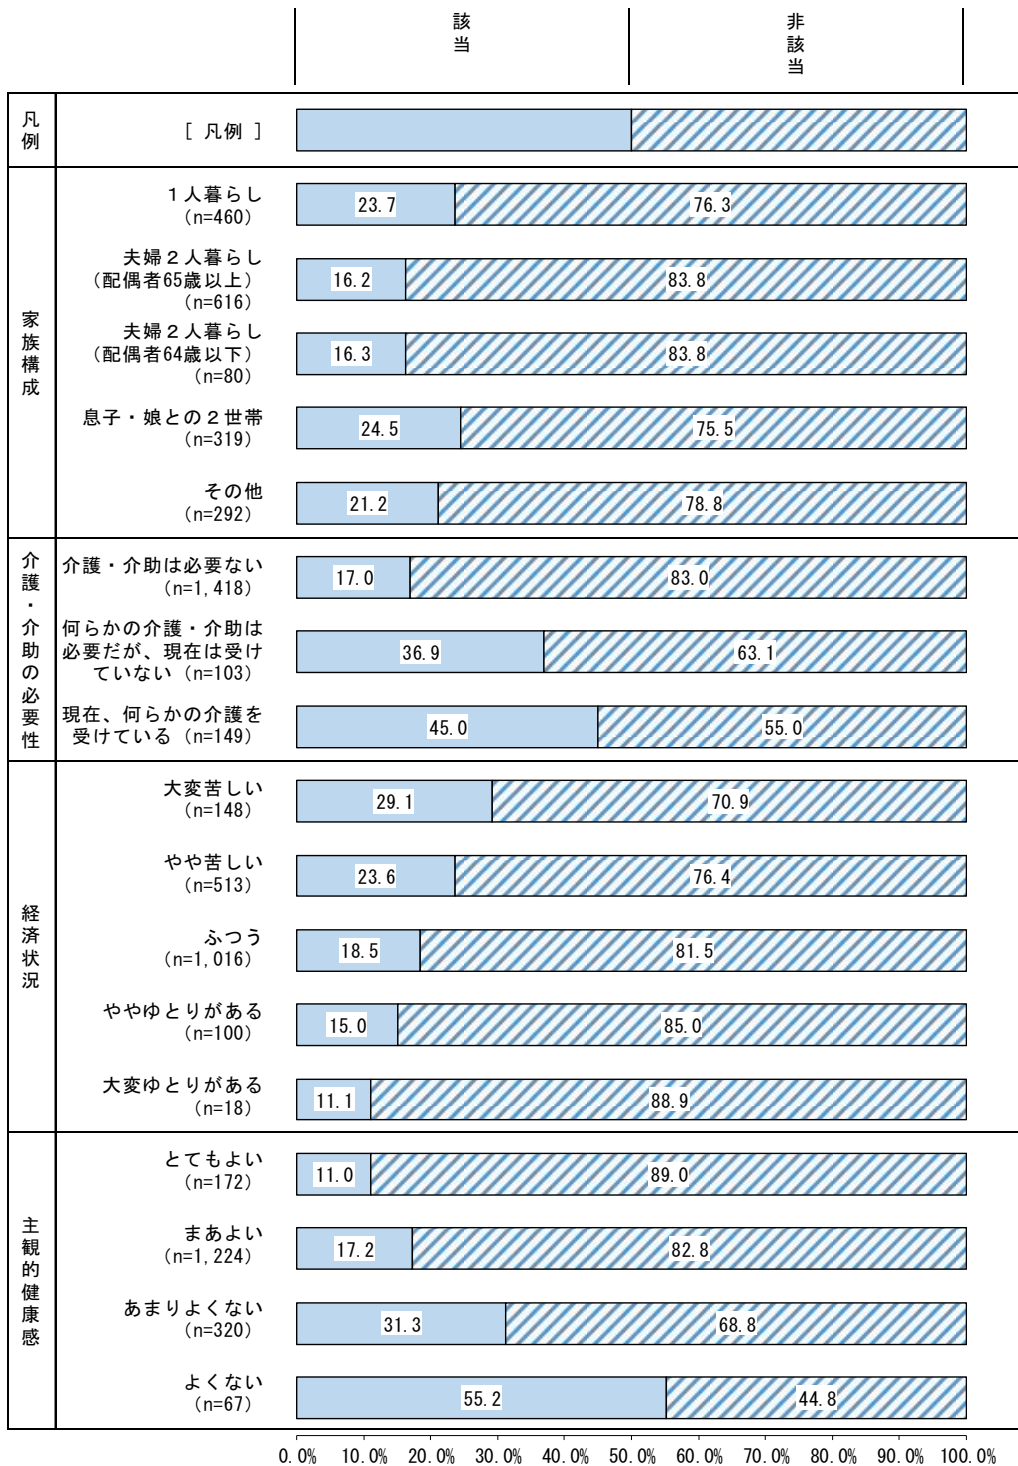 該当
非該当
凡例
［ 凡例 ］
家族構成
１人暮らし
（n=460）
23.7
76.3
夫婦２人暮らし
（配偶者65歳以上）
（n=616）
16.2
83.8
夫婦２人暮らし
（配偶者64歳以下）
（n=80）
16.3
83.8
息子・娘との２世帯
（n=319）
24.5
75.5
その他
（n=292）
21.2
78.8
介護・介助の必要性
介護・介助は必要ない
（n=1,418）
17.0
83.0
何らかの介護・介助は
必要だが、現在は受け
ていない（n=103）
36.9
63.1
現在、何らかの介護を
受けている（n=149）
45.0
55.0
経済状況
大変苦しい
（n=148）
29.1
70.9
やや苦しい
（n=513）
23.6
76.4
ふつう
（n=1,016）
18.5
81.5
ややゆとりがある
（n=100）
15.0
85.0
大変ゆとりがある
（n=18）
11.1
88.9
主観的健康感
とてもよい
（n=172）
11.0
89.0
まあよい
（n=1,224）
17.2
82.8
あまりよくない
（n=320）
31.3
68.8
よくない
（n=67）
55.2
44.8
0.0% 10.0% 20.0% 30.0% 40.0% 50.0% 60.0% 70.0% 80.0% 90.0% 100.0%